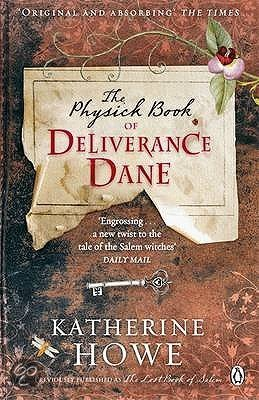 'ORIGINAL AND ABSORBING' THE TIMES
The Physick Book
OF
DELIVERANCE
DANE
'Engrossing . . .
a new twist to the
tale of the Salem witches'
DAILY MAIL
KATHERINE
HOWE
PREVIOUSLY PUBLISHED AS The Lost Book of Salem